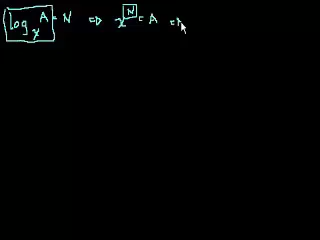 log_x A = N ⇒ x^N = A ⇒